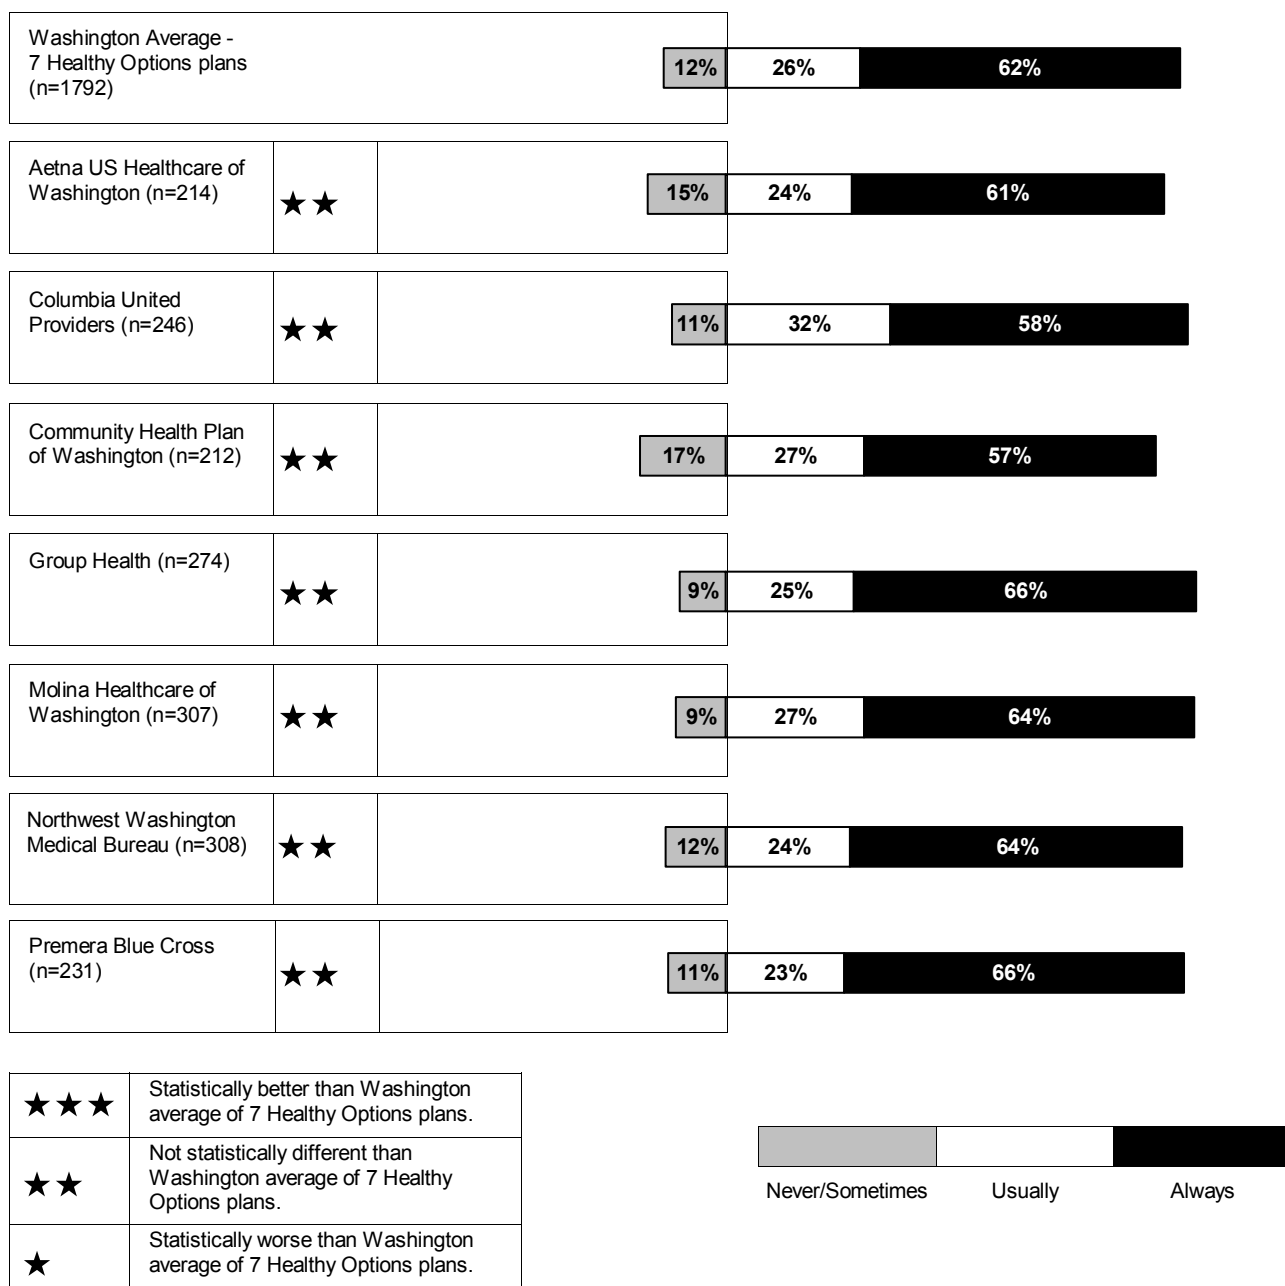 Washington Average -
7 Healthy Options plans
(n=1792)
12% 26% 62%
Aetna US Healthcare of
Washington (n=214)
★★
15% 24% 61%
Columbia United
Providers (n=246)
★★
11% 32% 58%
Community Health Plan
of Washington (n=212)
★★
17% 27% 57%
Group Health (n=274)
★★
9% 25% 66%
Molina Healthcare of
Washington (n=307)
★★
9% 27% 64%
Northwest Washington
Medical Bureau (n=308)
★★
12% 24% 64%
Premera Blue Cross
(n=231)
★★
11% 23% 66%
★★★
Statistically better than Washington
average of 7 Healthy Options plans.
★★
Not statistically different than
Washington average of 7 Healthy
Options plans.
★
Statistically worse than Washington
average of 7 Healthy Options plans.
Never/Sometimes Usually Always